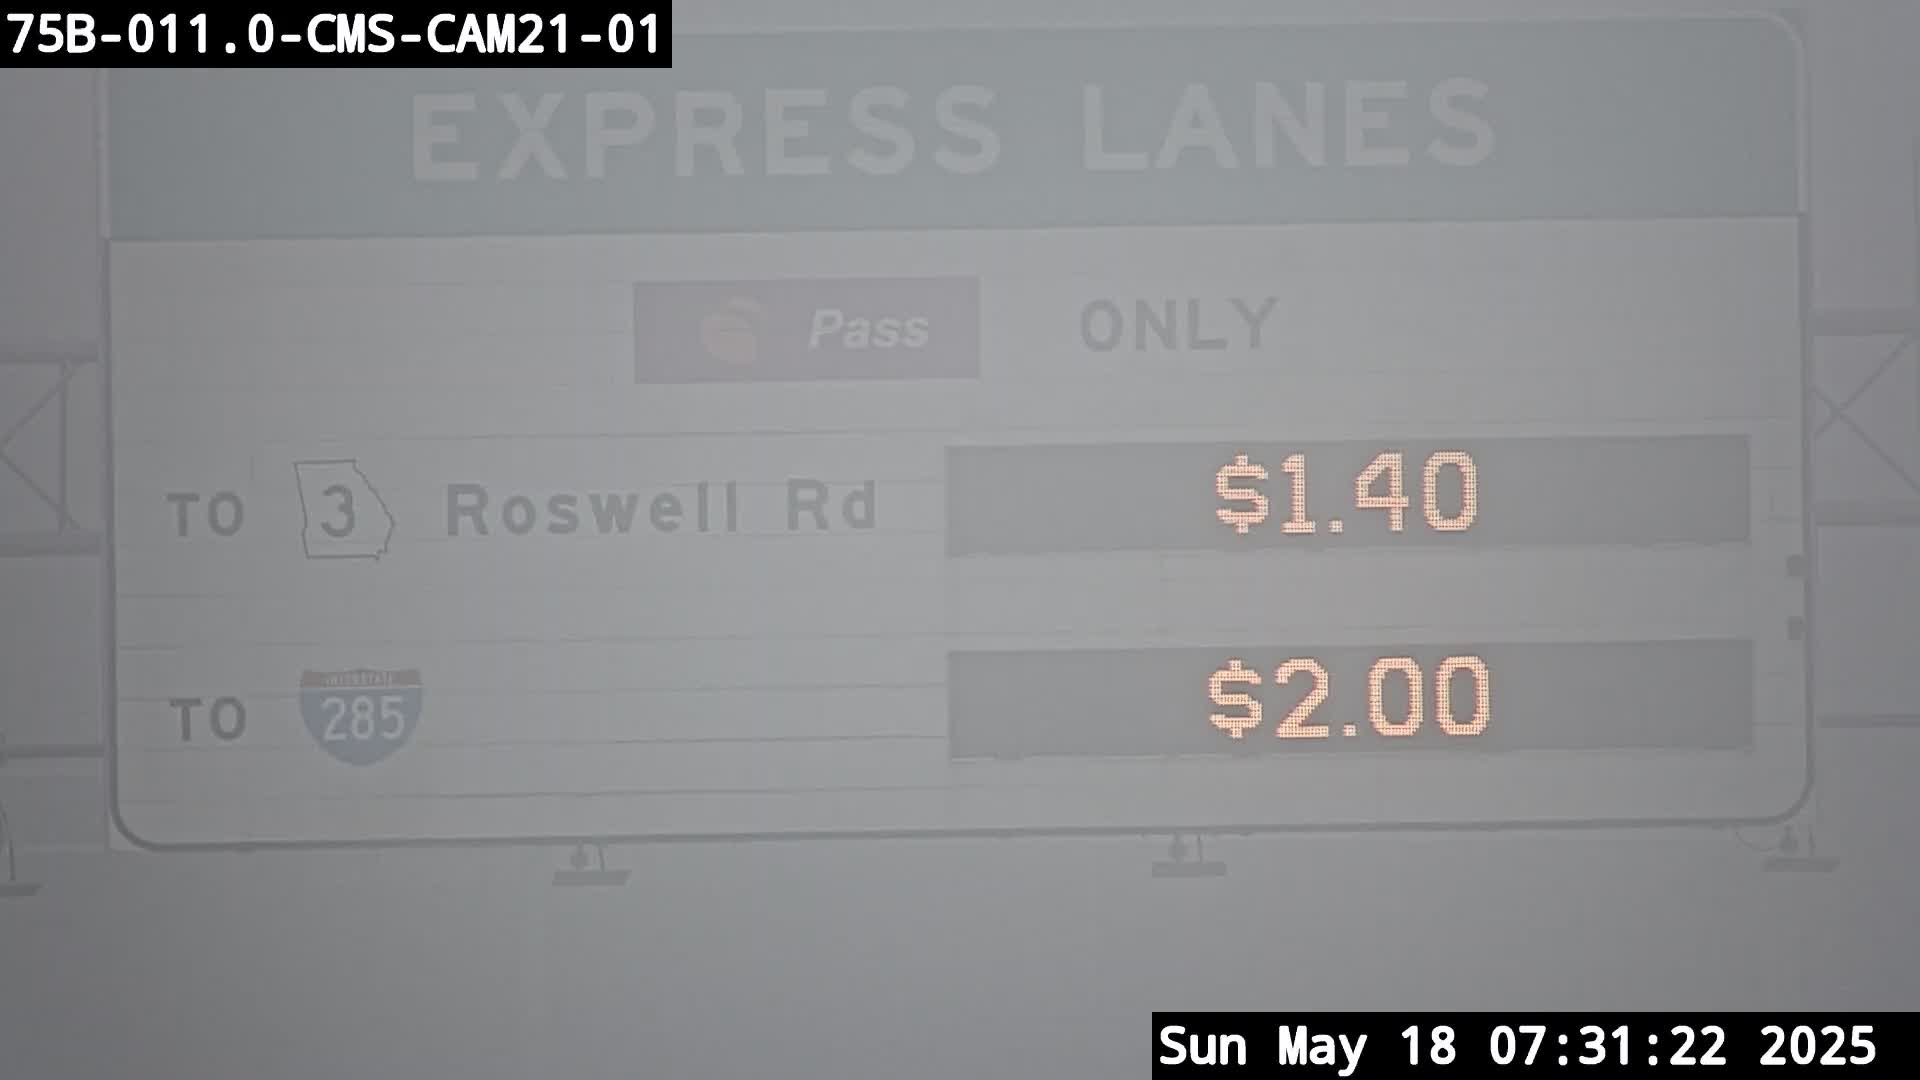 75B-011.0-CMS-CAM21-01
EXPRESS LANES
Pass ONLY
TO 3 Roswell Rd $1.40
INTERSTATE
TO 285 $2.00
Sun May 18 07:31:22 2025